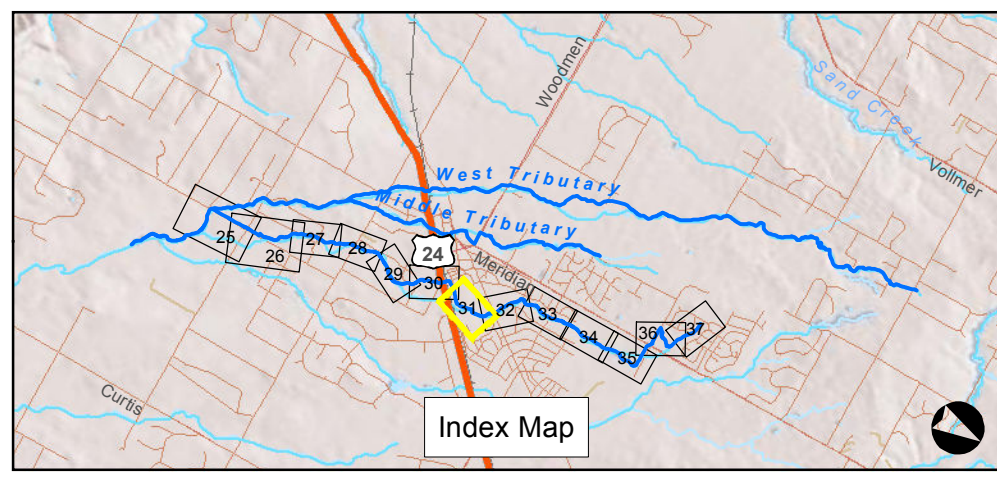 Woodmen
Sand Creek
Vollmer
West Tributary
Middle Tributary
24
Meridian
25
26
27
28
29
30
31
32
33
34
35
36
37
Curtis
Index Map